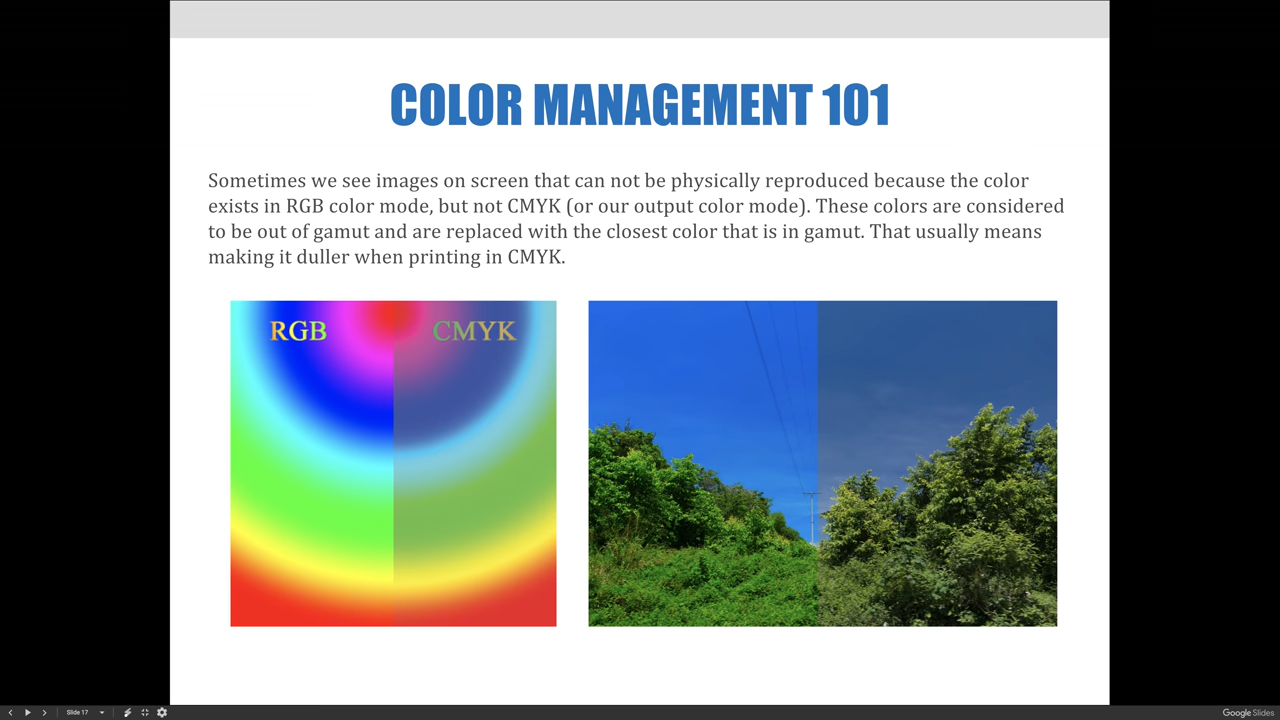 COLOR MANAGEMENT 101
Sometimes we see images on screen that can not be physically reproduced because the color
exists in RGB color mode, but not CMYK (or our output color mode). These colors are considered
to be out of gamut and are replaced with the closest color that is in gamut. That usually means
making it duller when printing in CMYK.
RGB
CMYK
Slide 17
Google Slides